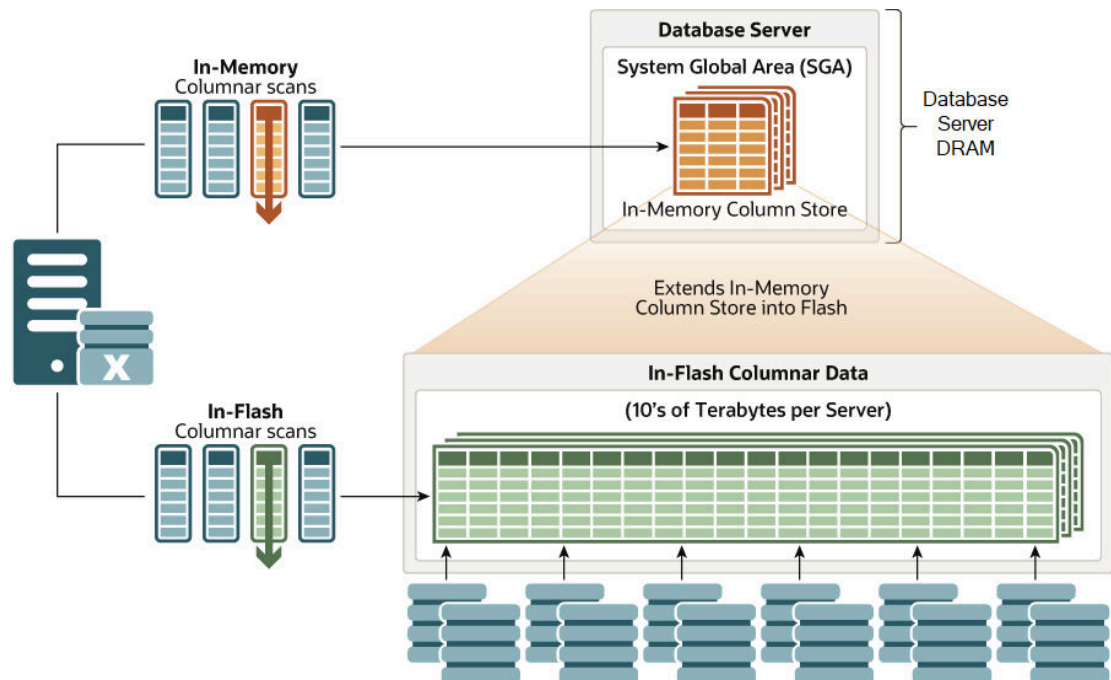 Database Server
In-Memory
Columnar scans
System Global Area (SGA)
Database
Server
DRAM
In-Memory Column Store
Extends In-Memory
Column Store into Flash
X
In-Flash Columnar Data
In-Flash
Columnar scans
(10's of Terabytes per Server)